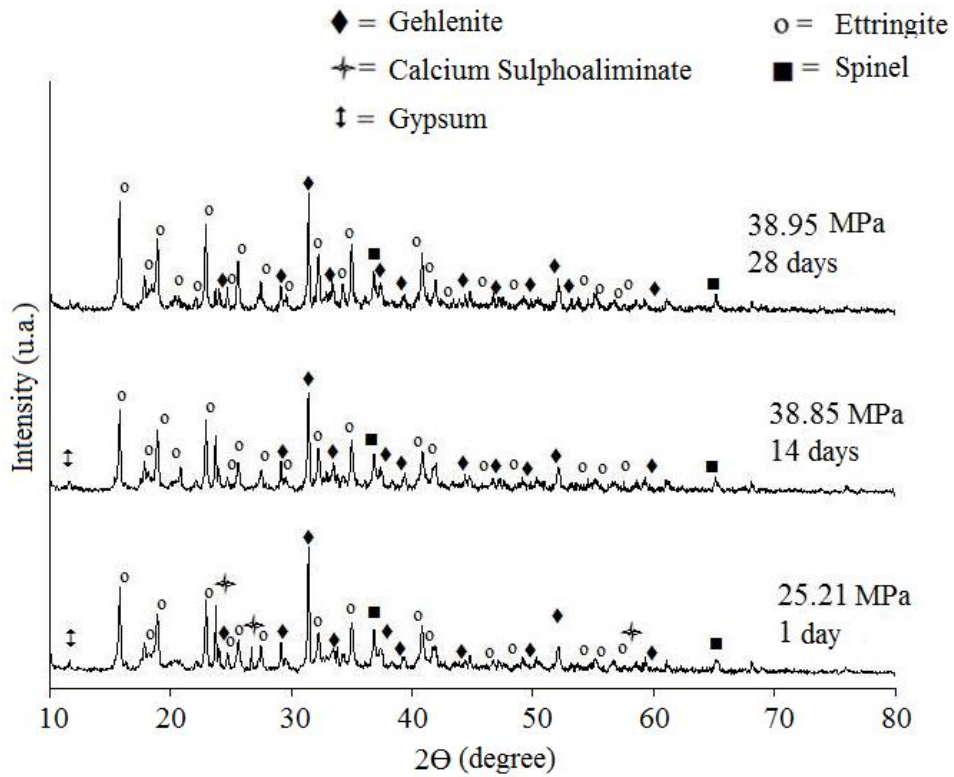 ♦ = Gehlenite
o = Ettringite
✦= Calcium Sulphoaliminate
■ = Spinel
↕ = Gypsum
38.95 MPa
28 days
38.85 MPa
14 days
25.21 MPa
1 day
Intensity (u.a.)
10 20 30 40 50 60 70 80
2Θ (degree)